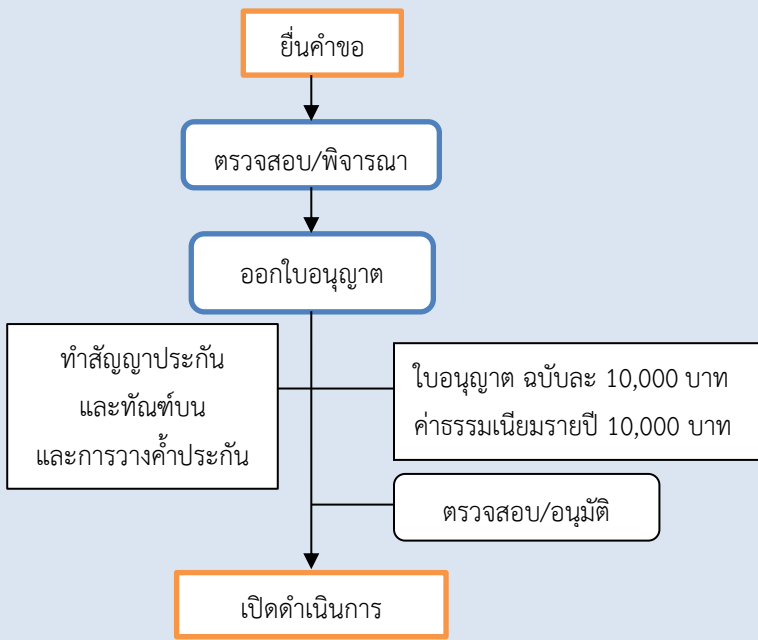 ยื่นคำขอ
ตรวจสอบ/พิจารณา
ออกใบอนุญาต
ทำสัญญาประกัน
และทัณฑ์บน
และการวางค้ำประกัน
ใบอนุญาต ฉบับละ 10,000 บาท
ค่าธรรมเนียมรายปี 10,000 บาท
ตรวจสอบ/อนุมัติ
เปิดดำเนินการ